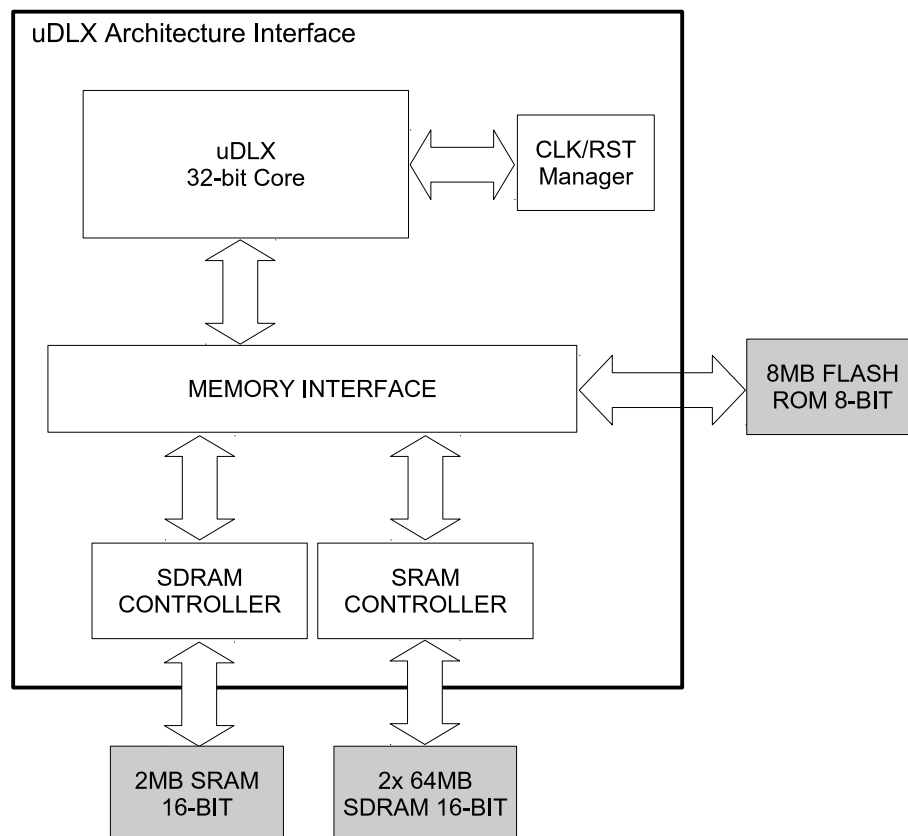 uDLX Architecture Interface
uDLX
32-bit Core
CLK/RST
Manager
MEMORY INTERFACE
8MB FLASH
ROM 8-BIT
SDRAM
CONTROLLER
SRAM
CONTROLLER
2MB SRAM
16-BIT
2x 64MB
SDRAM 16-BIT